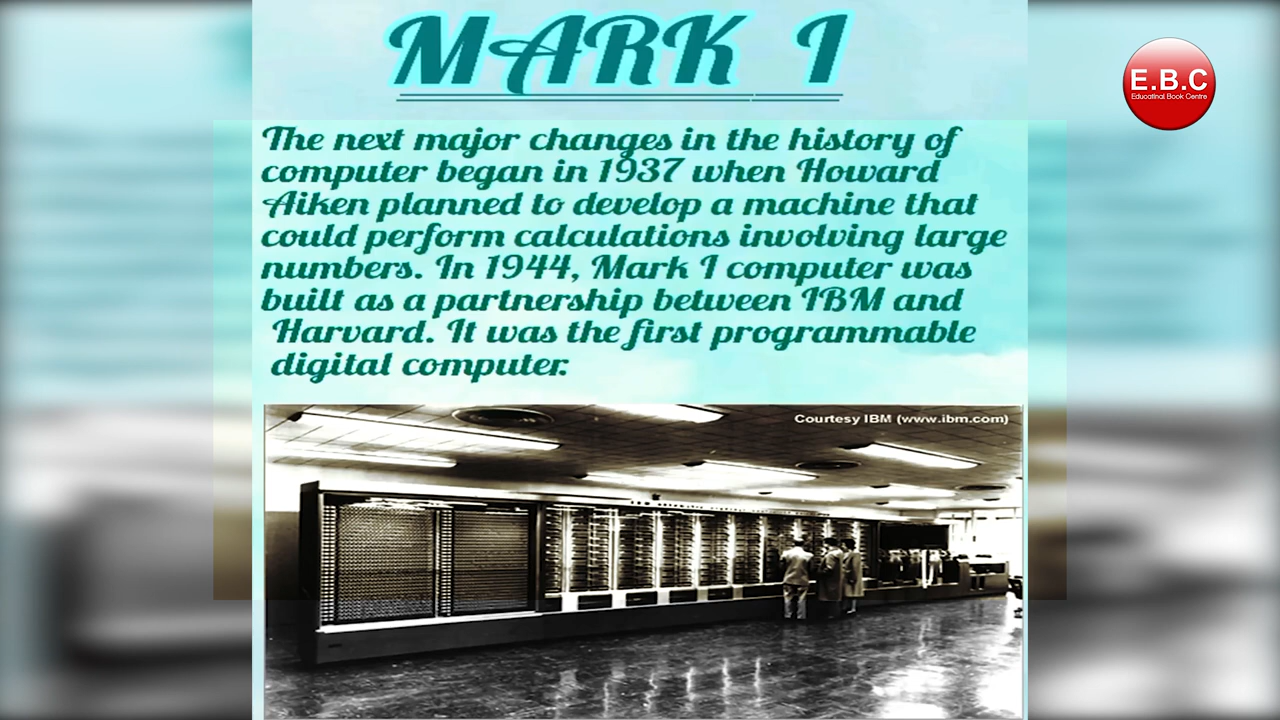 MARK I
E.B.C
Educatinal Book Centre
The next major changes in the history of
computer began in 1937 when Howard
Aiken planned to develop a machine that
could perform calculations involving large
numbers. In 1944, Mark I computer was
built as a partnership between IBM and
Harvard. It was the first programmable
digital computer.
Courtesy IBM (www.ibm.com)